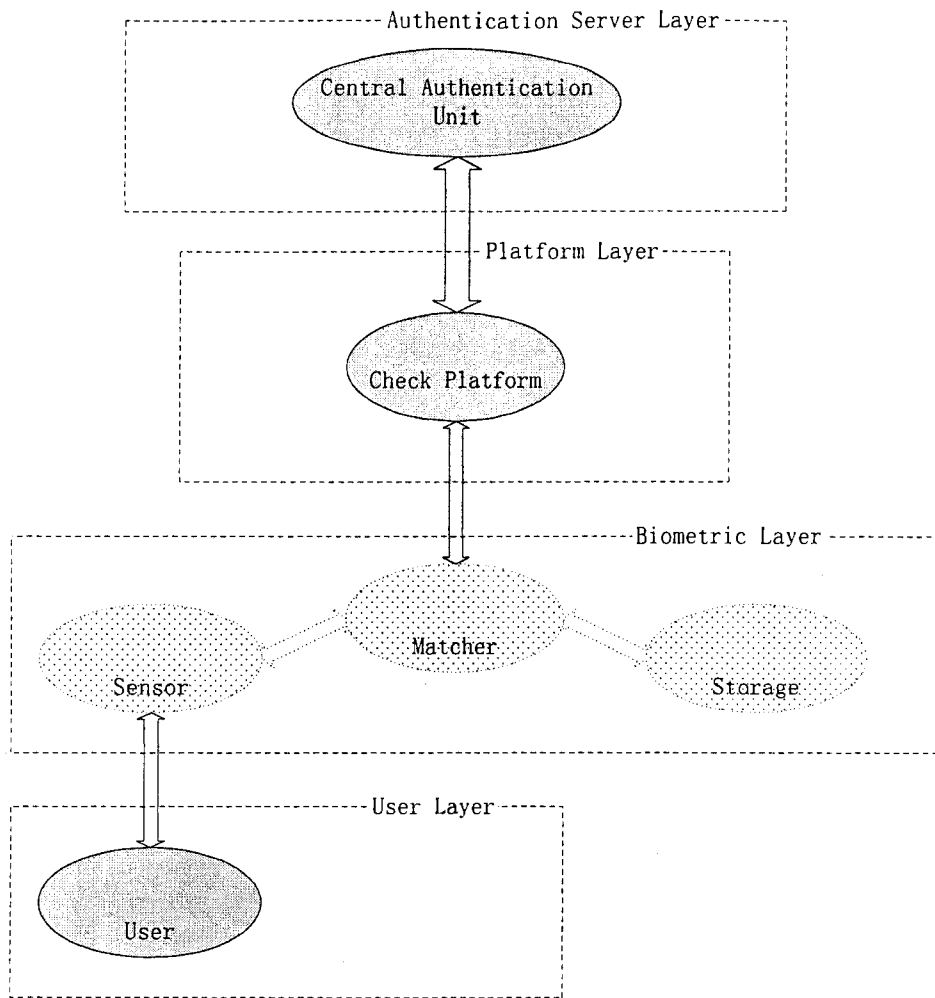 Authentication Server Layer
Central Authentication
Unit
Platform Layer
Check Platform
Biometric Layer
Matcher
Sensor
Storage
User Layer
User